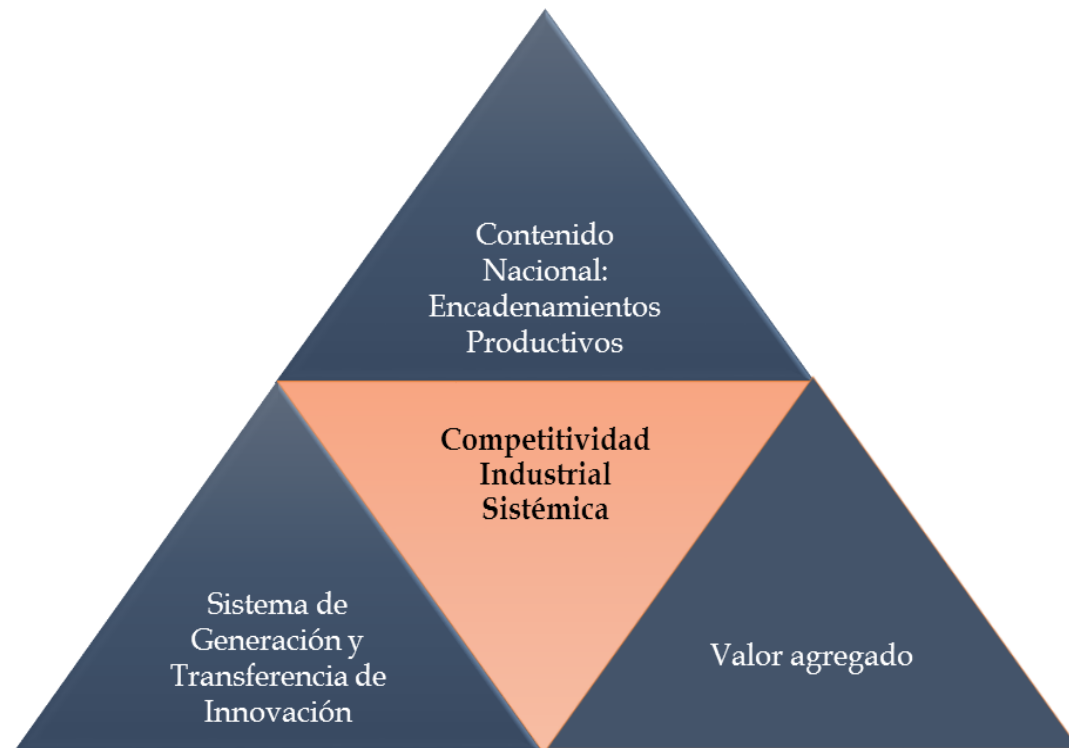 Contenido
Nacional:
Encadenamientos
Productivos
Competitividad
Industrial
Sistémica
Sistema de
Generación y
Transferencia de
Innovación
Valor agregado